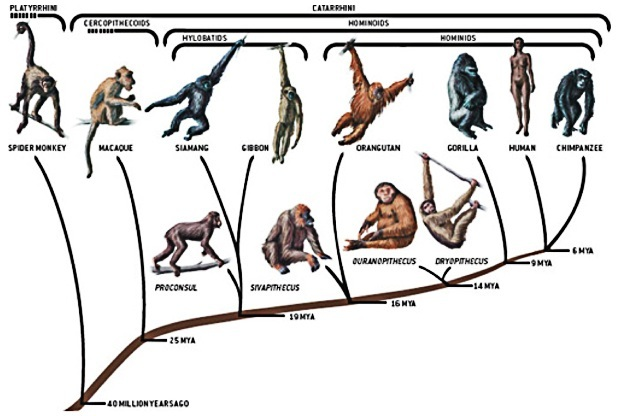 PLATYRRHINI
CATARRHINI
CERCOPITHECOIDS
HOMINOIDS
HYLOBATIDS
HOMINIDS
SPIDER MONKEY
MACAQUE
SIAMANG
GIBBON
ORANGUTAN
GORILLA
HUMAN
CHIMPANZEE
PROCONSUL
SIVAPITHECUS
OURANOPITHECUS
DRYOPITHECUS
6 MYA
9 MYA
14 MYA
16 MYA
19 MYA
25 MYA
40 MILLION YEARS AGO